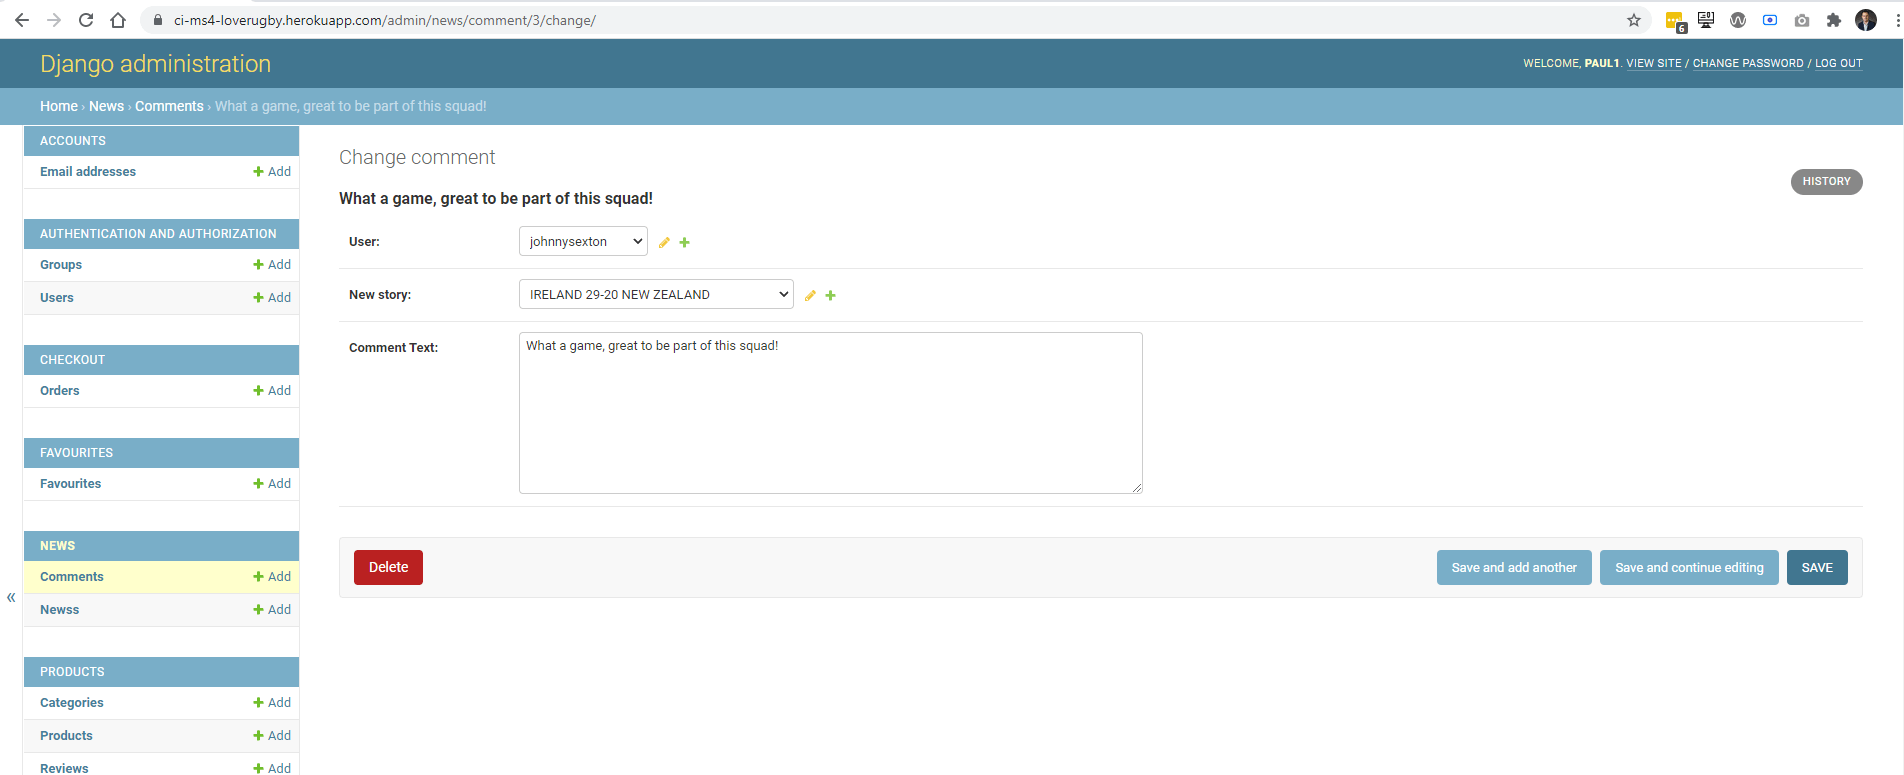 ci-ms4-loverugby.herokuapp.com/admin/news/comment/3/change/
6
Django administration
WELCOME, PAUL1. VIEW SITE / CHANGE PASSWORD / LOG OUT
Home › News › Comments › What a game, great to be part of this squad!
ACCOUNTS
Email addresses Add
AUTHENTICATION AND AUTHORIZATION
Groups Add
Users Add
CHECKOUT
Orders Add
FAVOURITES
Favourites Add
NEWS
Comments Add
Newss Add
PRODUCTS
Categories Add
Products Add
Reviews Add
«
Change comment
HISTORY
What a game, great to be part of this squad!
User: johnnysexton
New story: IRELAND 29-20 NEW ZEALAND
Comment Text: What a game, great to be part of this squad!
Delete Save and add another Save and continue editing SAVE